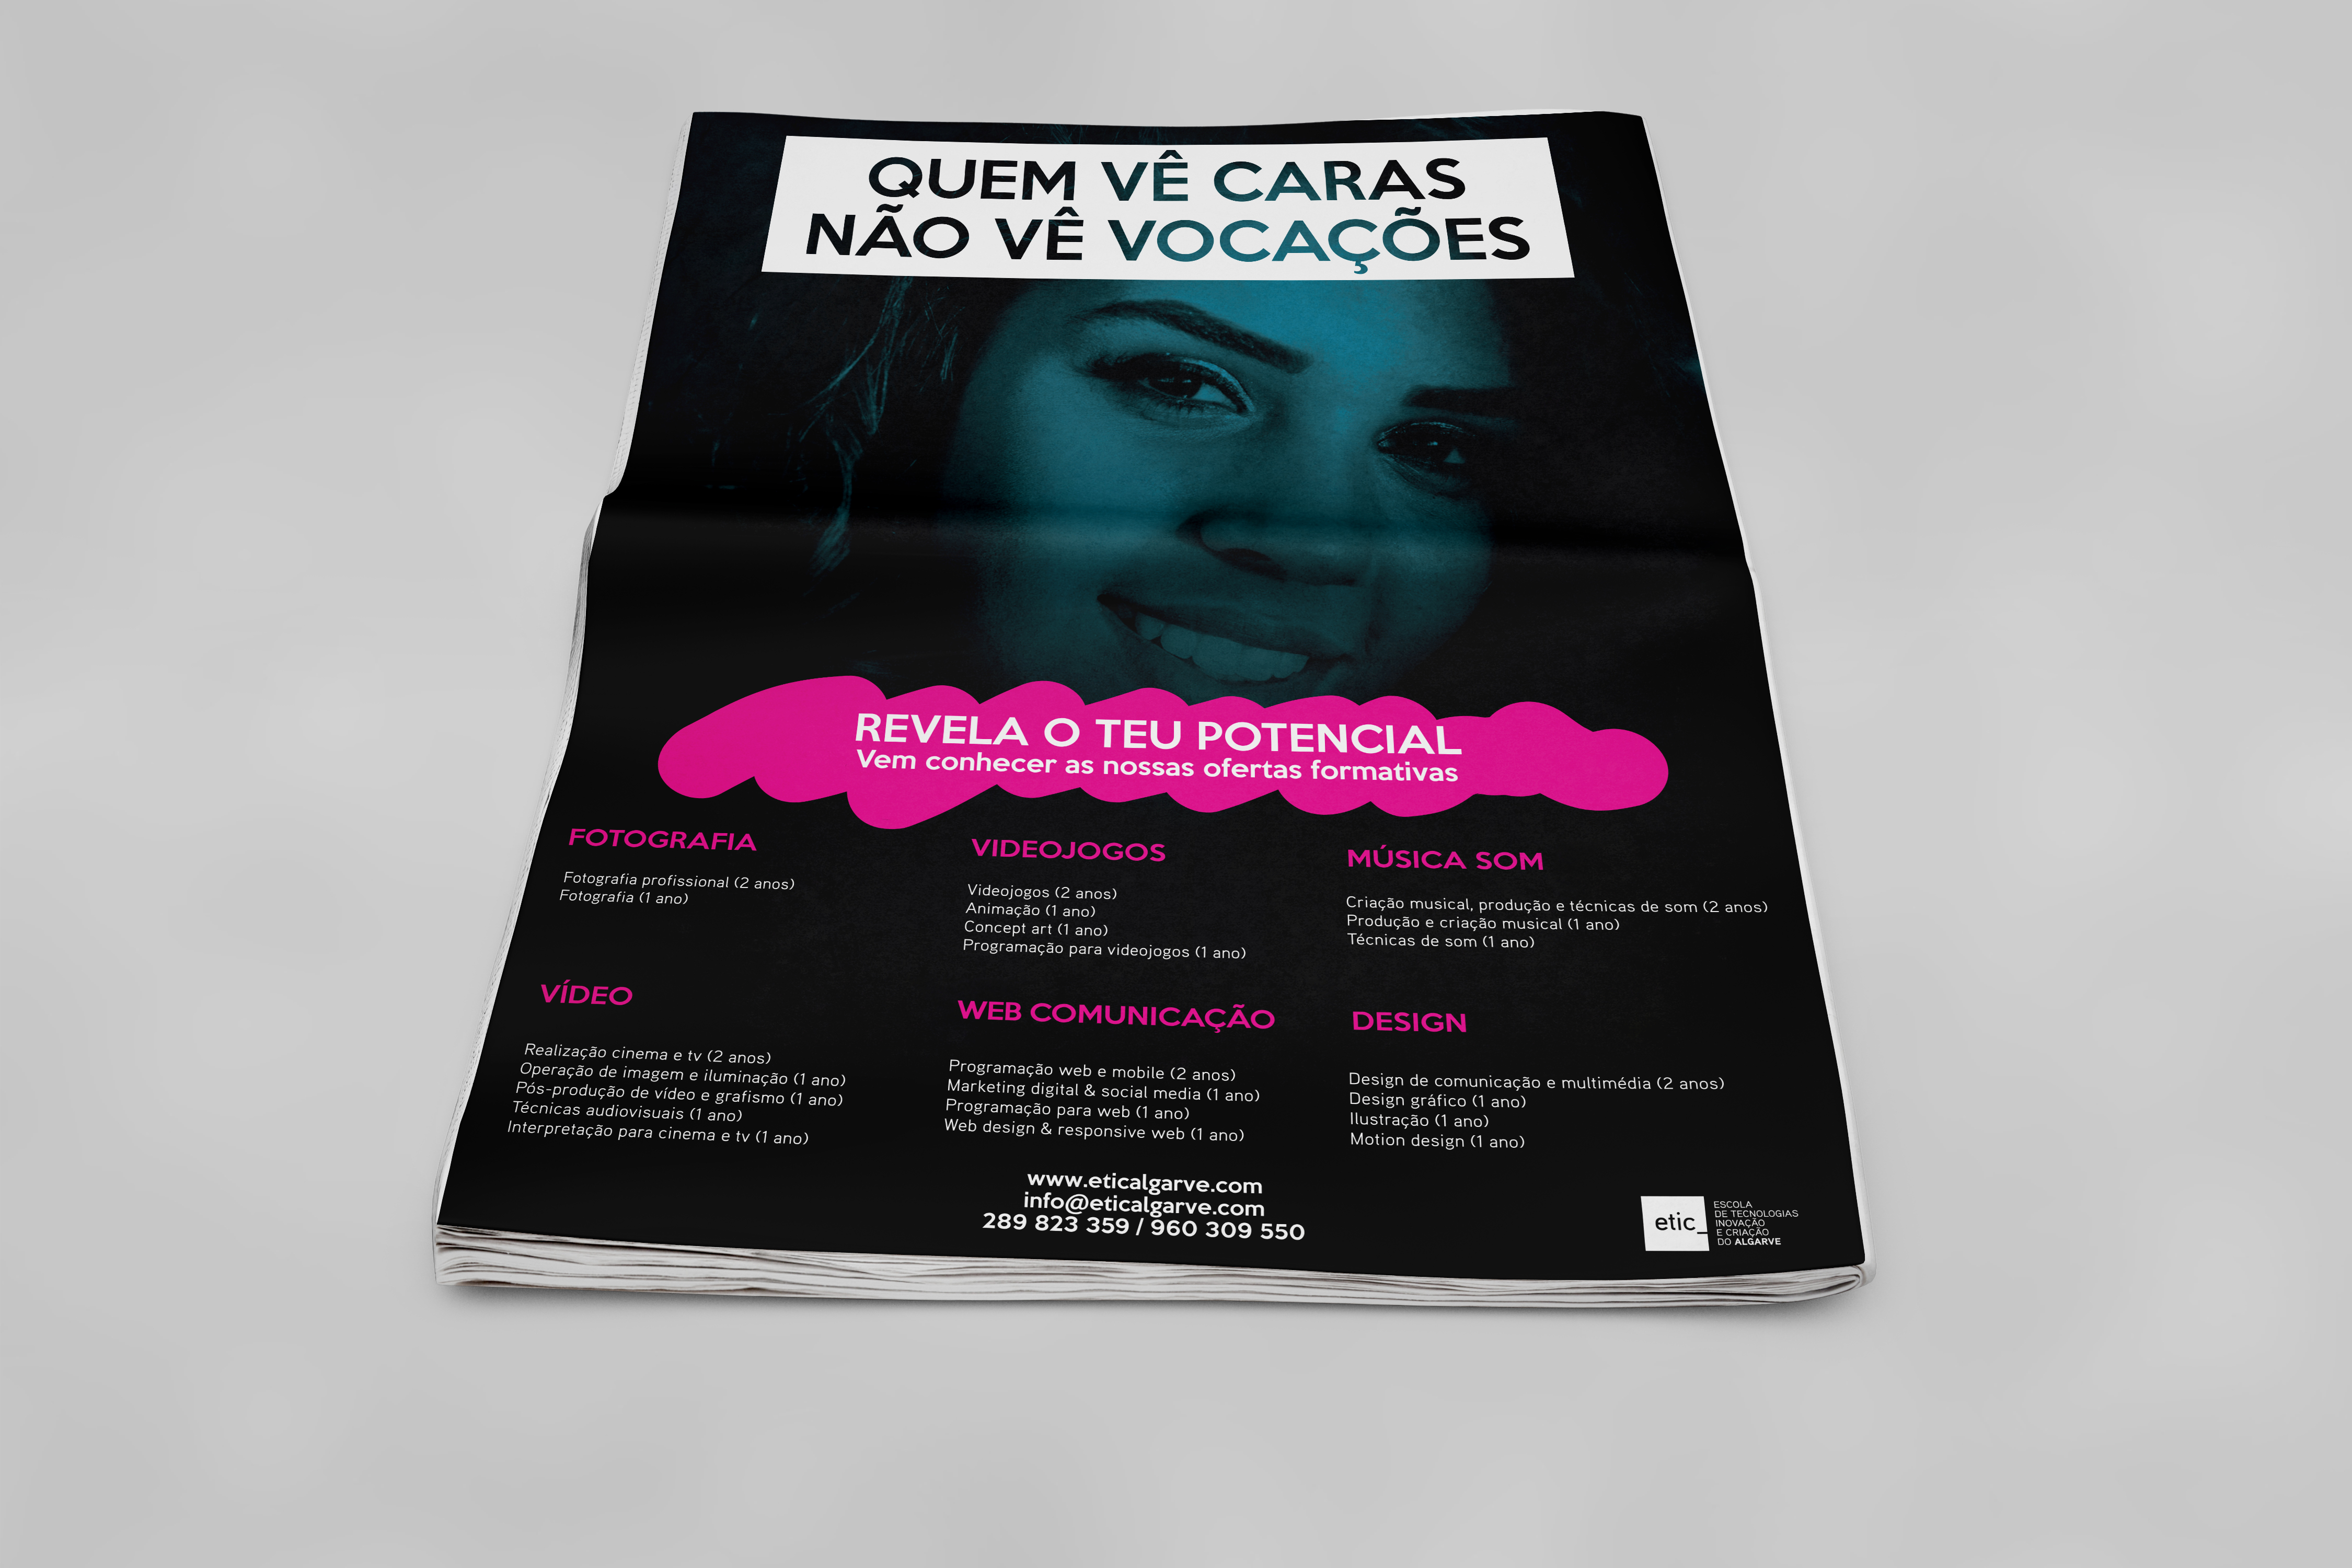 QUEM VÊ CARAS
NÃO VÊ VOCAÇÕES
REVELA O TEU POTENCIAL
Vem conhecer as nossas ofertas formativas
FOTOGRAFIA
Fotografia profissional (2 anos)
Fotografia (1 ano)
VIDEOJOGOS
Videojogos (2 anos)
Animação (1 ano)
Concept art (1 ano)
Programação para videojogos (1 ano)
MÚSICA SOM
Criação musical, produção e técnicas de som (2 anos)
Produção e criação musical (1 ano)
Técnicas de som (1 ano)
VÍDEO
Realização cinema e tv (2 anos)
Operação de imagem e iluminação (1 ano)
Pós-produção de vídeo e grafismo (1 ano)
Técnicas audiovisuais (1 ano)
Interpretação para cinema e tv (1 ano)
WEB COMUNICAÇÃO
Programação web e mobile (2 anos)
Marketing digital & social media (1 ano)
Programação para web (1 ano)
Web design & responsive web (1 ano)
DESIGN
Design de comunicação e multimédia (2 anos)
Design gráfico (1 ano)
Ilustração (1 ano)
Motion design (1 ano)
www.eticalgarve.com
info@eticalgarve.com
289 823 359 / 960 309 550
etic_
ESCOLA
DE TECNOLOGIAS
INOVAÇÃO
E CRIAÇÃO
DO ALGARVE